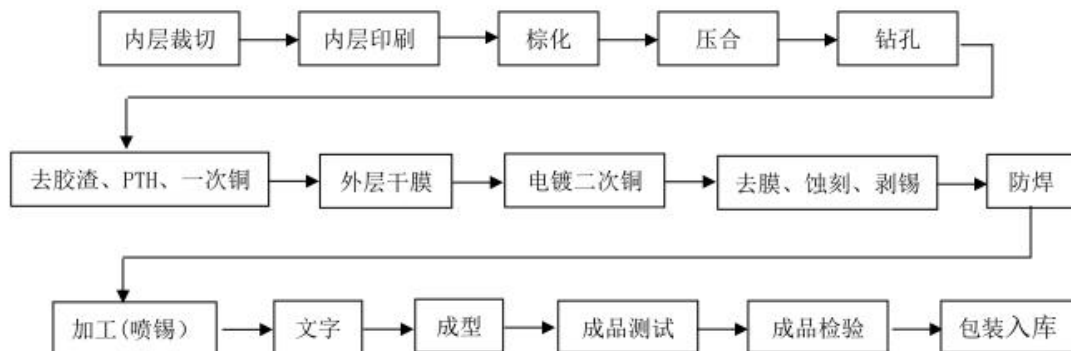 内层裁切 内层印刷 棕化 压合 钻孔
去胶渣、PTH、一次铜 外层干膜 电镀二次铜 去膜、蚀刻、剥锡 防焊
加工(喷锡） 文字 成型 成品测试 成品检验 包装入库